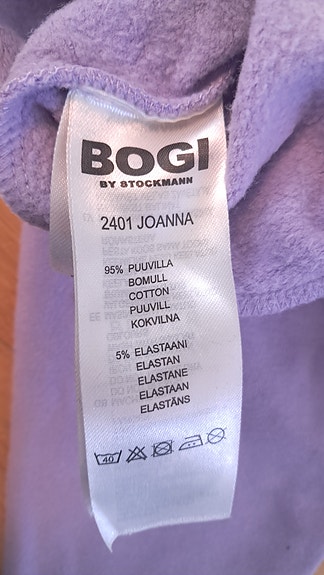 BOGI
BY STOCKMANN
2401 JOANNA
95% PUUVILLA
BOMULL
COTTON
PUUVILL
KOKVILNA
5% ELASTAANI
ELASTAN
ELASTANE
ELASTAAN
ELASTĀNS
40